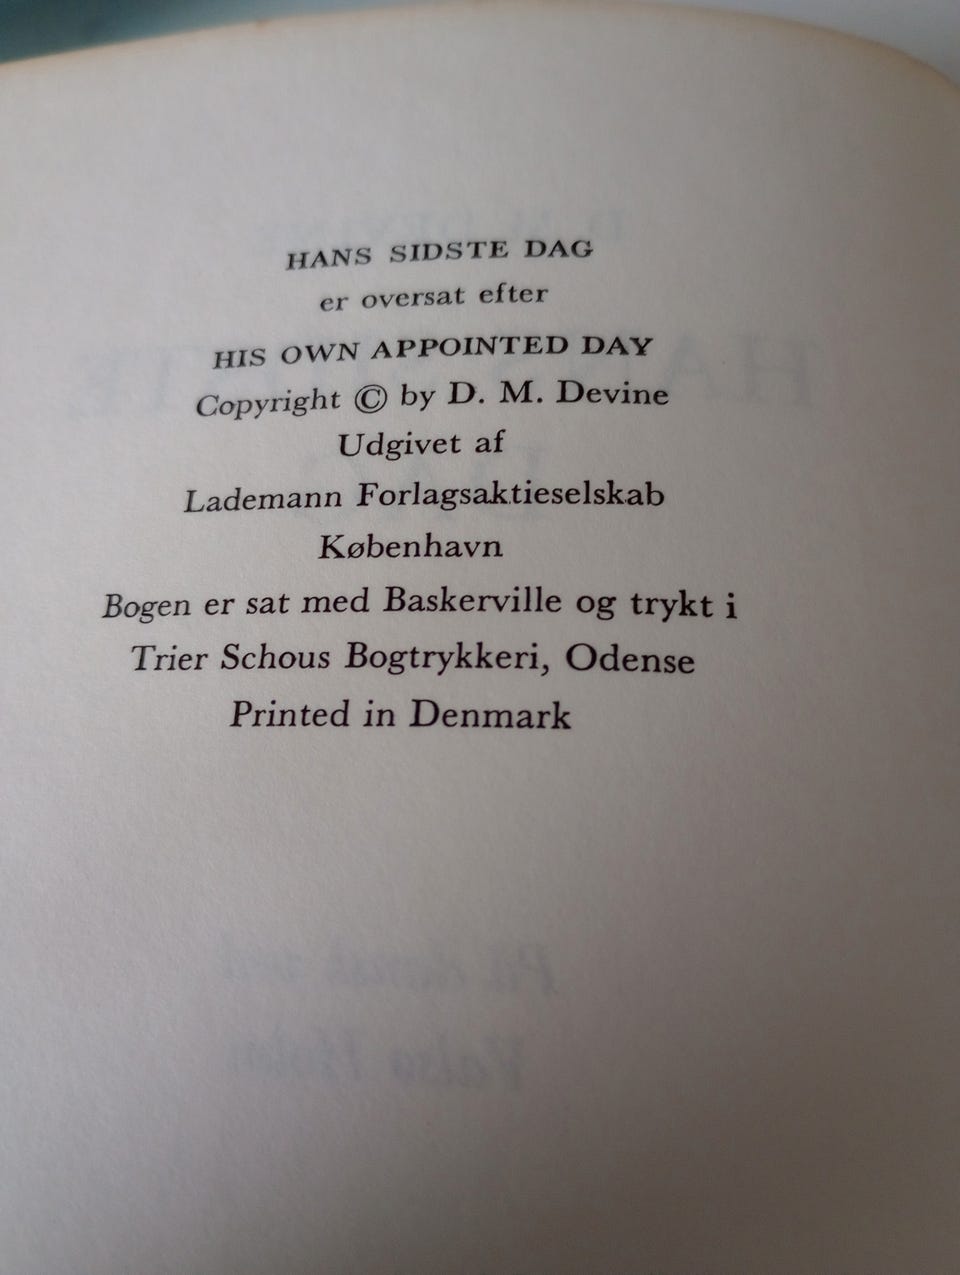 HANS SIDSTE DAG
er oversat efter
HIS OWN APPOINTED DAY
Copyright © by D. M. Devine
Udgivet af
Lademann Forlagsaktieselskab
København
Bogen er sat med Baskerville og trykt i
Trier Schous Bogtrykkeri, Odense
Printed in Denmark